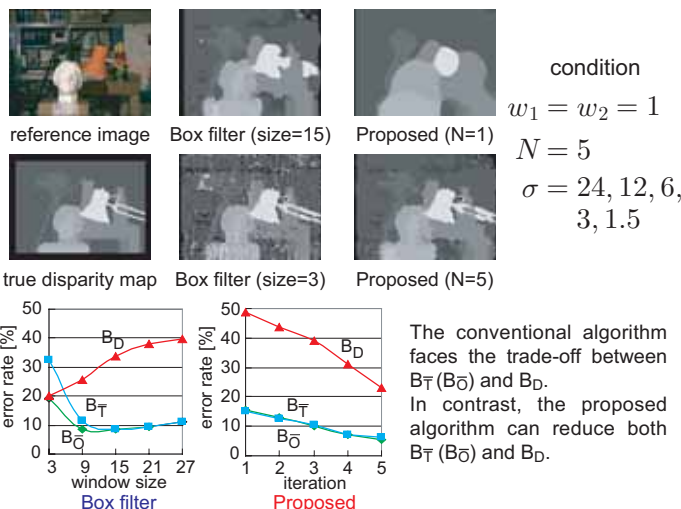 reference image
Box filter (size=15)
Proposed (N=1)
true disparity map
Box filter (size=3)
Proposed (N=5)
condition
w₁ = w₂ = 1
N = 5
σ = 24, 12, 6,
3, 1.5
error rate [%]
50
40
30
20
10
0
B_D
B_T̅
B_O̅
3 9 15 21 27
window size
Box filter
error rate [%]
50
40
30
20
10
0
B_D
B_T̅
B_O̅
1 2 3 4 5
iteration
Proposed
The conventional algorithm
faces the trade-off between
B_T̅ (B_O̅) and B_D.
In contrast, the proposed
algorithm can reduce both
B_T̅ (B_O̅) and B_D.